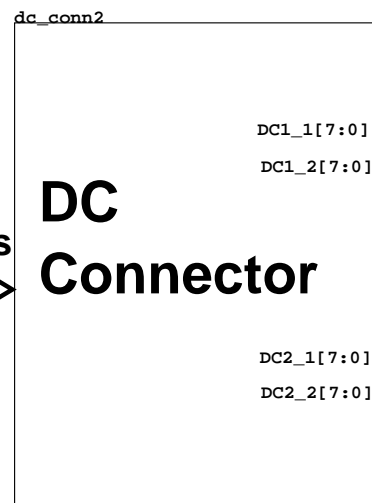 dc_conn2
DC1_1[7:0]
DC1_2[7:0]
DC
s
Connector
DC2_1[7:0]
DC2_2[7:0]